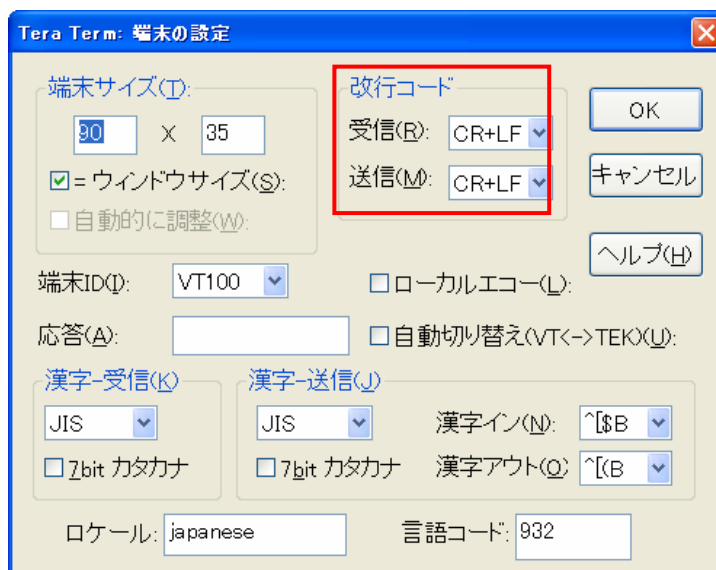 Tera Term: 端末の設定
端末サイズ(T):
90 X 35
= ウィンドウサイズ(S):
自動的に調整(W):
改行コード
受信(R): CR+LF
送信(M): CR+LF
OK
キャンセル
ヘルプ(H)
端末ID(I): VT100
ローカルエコー(L):
応答(A):
自動切り替え(VT<->TEK)(U):
漢字-受信(K)
JIS
7bit カタカナ
漢字-送信(J)
JIS
7bit カタカナ
漢字イン(N): ^[$B
漢字アウト(O) ^[(B
ロケール: japanese
言語コード: 932